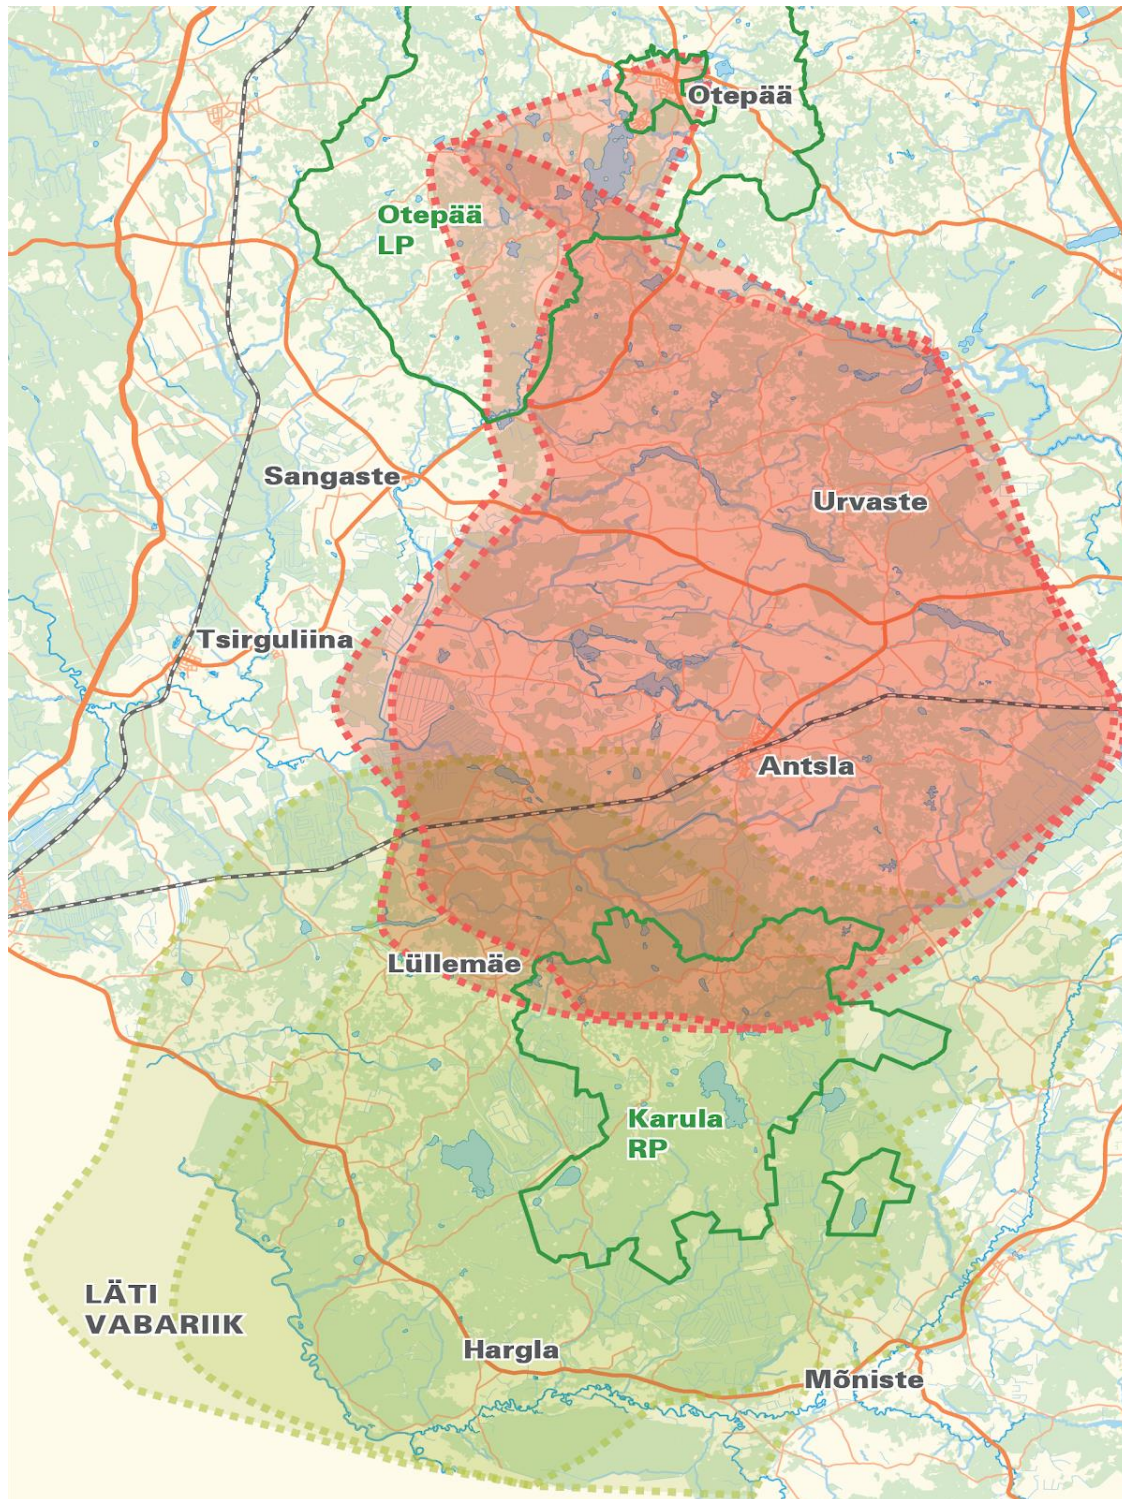 Otepää
Otepää
LP
Sangaste
Urvaste
Tsirguliina
Antsla
Lüllemäe
Karula
RP
LÄTI
VABARIIK
Hargla
Mõniste